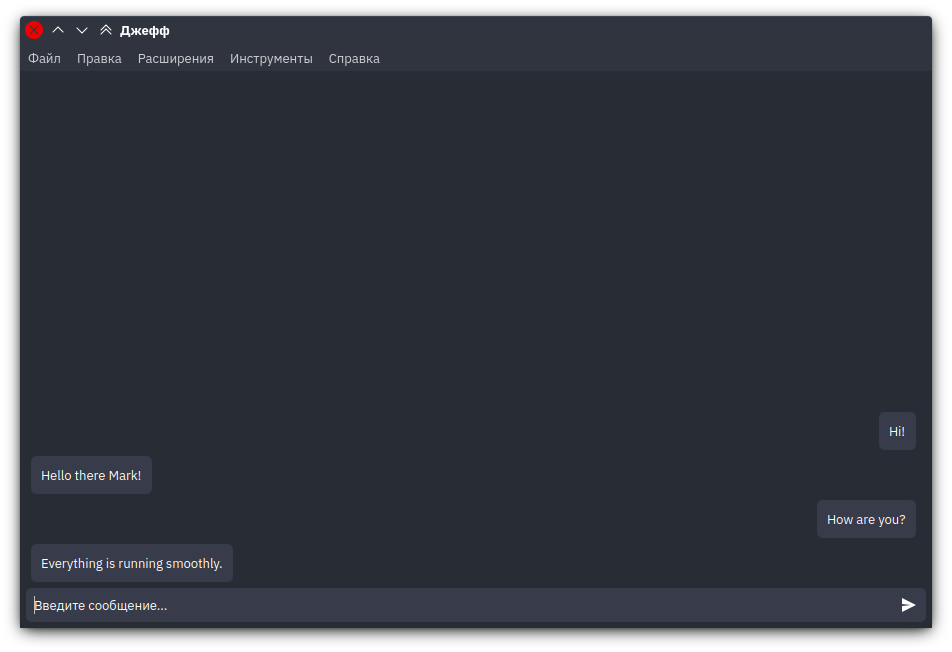 Джефф
Файл Правка Расширения Инструменты Справка
Hi!
Hello there Mark!
How are you?
Everything is running smoothly.
Введите сообщение...